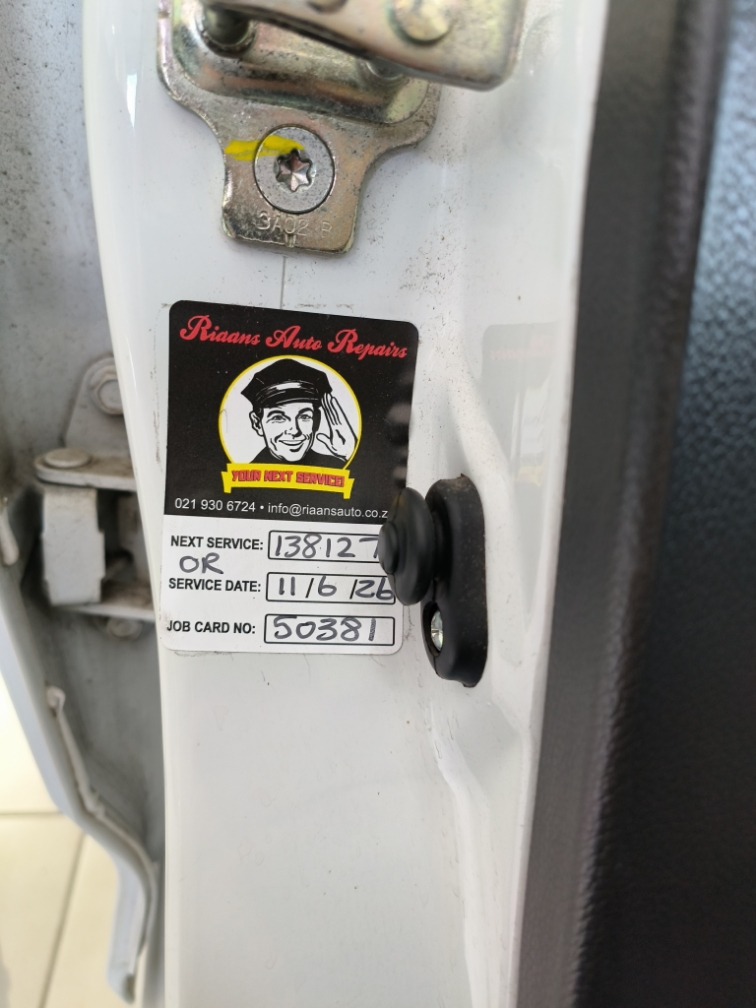 Riaans Auto Repairs
YOUR NEXT SERVICE!
021 930 6724 • info@riaansauto.co.z
NEXT SERVICE: 138127
OR
SERVICE DATE: 11/6/26
JOB CARD NO: 50381